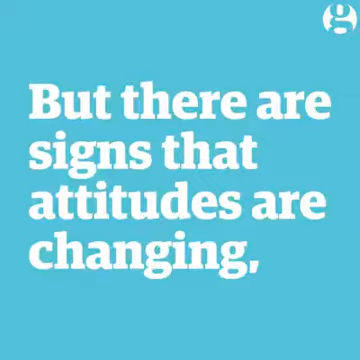 But there are
signs that
attitudes are
changing,